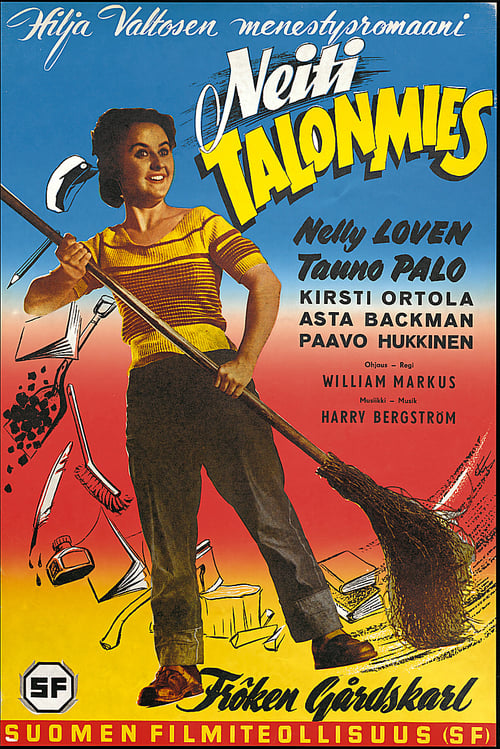 Hilja Valtosen menestysromaani
Neiti
TALONMIES
Nelly LOVEN
Tauno PALO
KIRSTI ORTOLA
ASTA BACKMAN
PAAVO HUKKINEN
Ohjaus – Regi
WILLIAM MARKUS
Musiikki – Musik
HARRY BERGSTRÖM
Fröken Gårdskarl
SF
SUOMEN FILMITEOLLISUUS (SF)